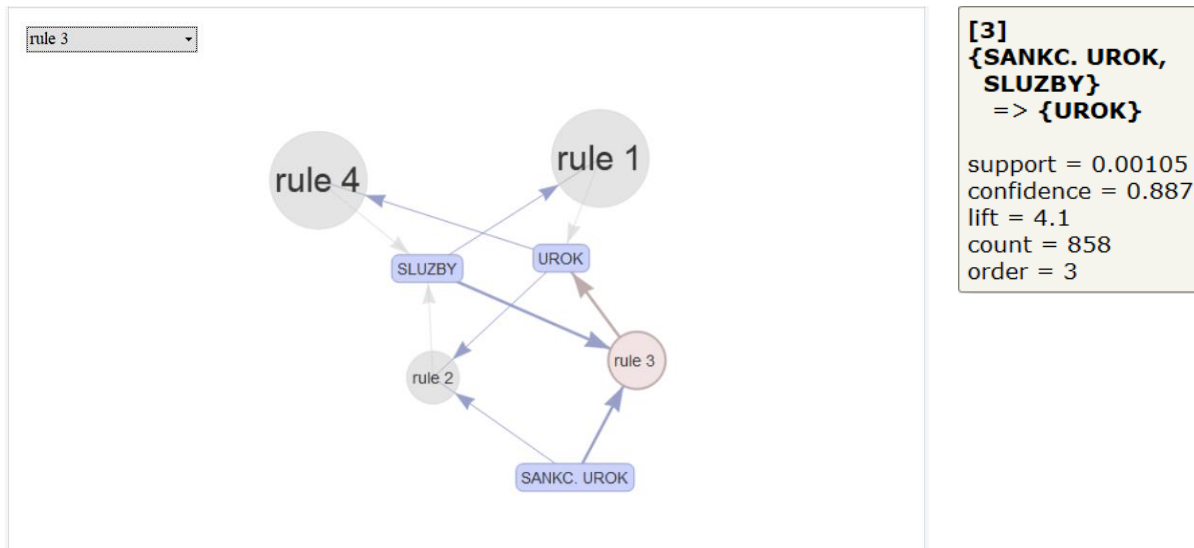 rule 3
rule 4
rule 1
SLUZBY
UROK
rule 3
rule 2
SANKC. UROK
[3]
{SANKC. UROK,
SLUZBY}
=> {UROK}
support = 0.00105
confidence = 0.887
lift = 4.1
count = 858
order = 3